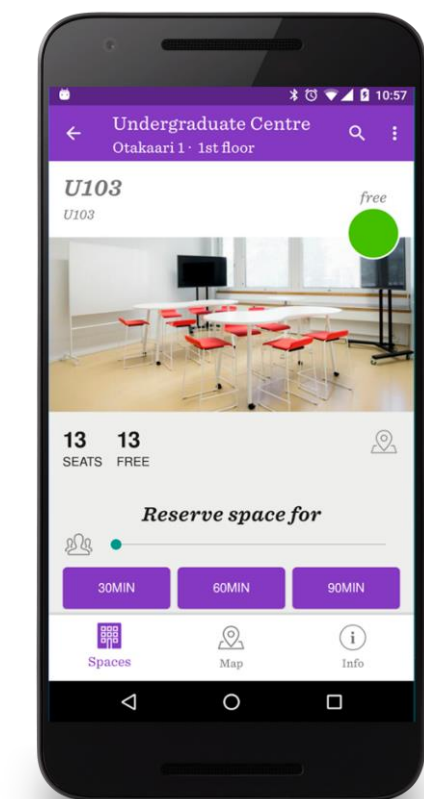 10:57
Undergraduate Centre
Otakaari 1 · 1st floor
U103
U103
free
13 13
SEATS FREE
Reserve space for
30MIN 60MIN 90MIN
Spaces Map Info